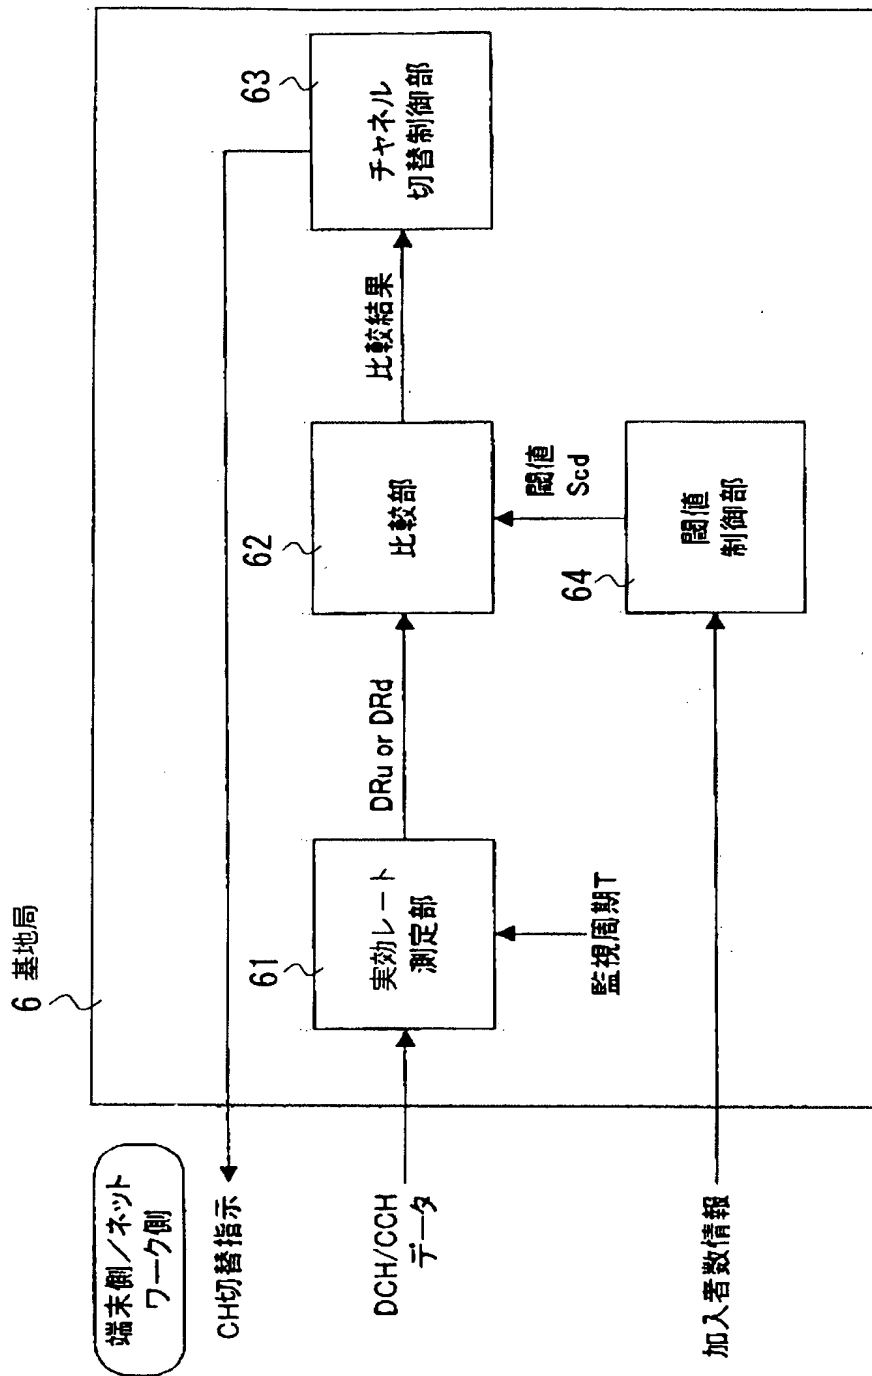 6 基地局
端末側／ネット
ワーク側
CH切替指示
DCH/CCH
データ
加入者数情報
61
実効レート
測定部
監視周期T
DRu or DRd
62
比較部
閾値
Scd
64
閾値
制御部
比較結果
63
チャネル
切替制御部